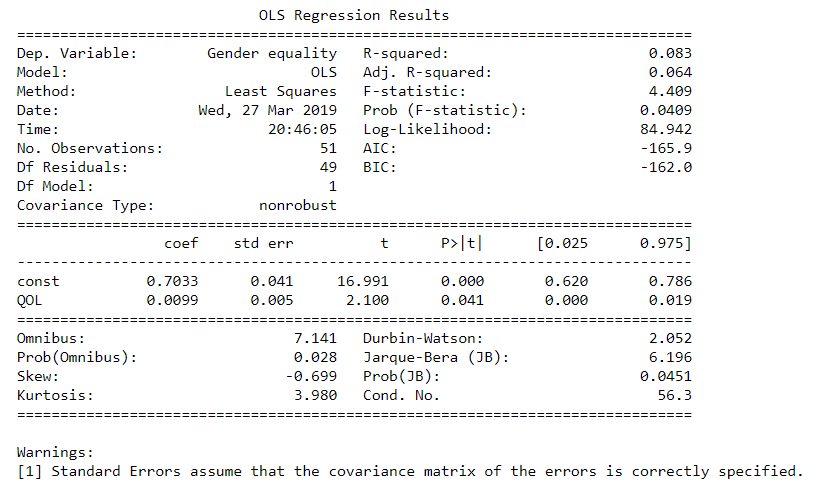 OLS Regression Results
==============================================================================
Dep. Variable:        Gender equality   R-squared:                       0.083
Model:                            OLS   Adj. R-squared:                  0.064
Method:                 Least Squares   F-statistic:                     4.409
Date:                Wed, 27 Mar 2019   Prob (F-statistic):             0.0409
Time:                        20:46:05   Log-Likelihood:                 84.942
No. Observations:                  51   AIC:                            -165.9
Df Residuals:                      49   BIC:                            -162.0
Df Model:                           1
Covariance Type:            nonrobust
==============================================================================
                 coef    std err          t      P>|t|      [0.025      0.975]
------------------------------------------------------------------------------
const          0.7033      0.041     16.991      0.000       0.620       0.786
QOL            0.0099      0.005      2.100      0.041       0.000       0.019
==============================================================================
Omnibus:                        7.141   Durbin-Watson:                   2.052
Prob(Omnibus):                  0.028   Jarque-Bera (JB):                6.196
Skew:                          -0.699   Prob(JB):                       0.0451
Kurtosis:                       3.980   Cond. No.                         56.3
==============================================================================
Warnings:
[1] Standard Errors assume that the covariance matrix of the errors is correctly specified.